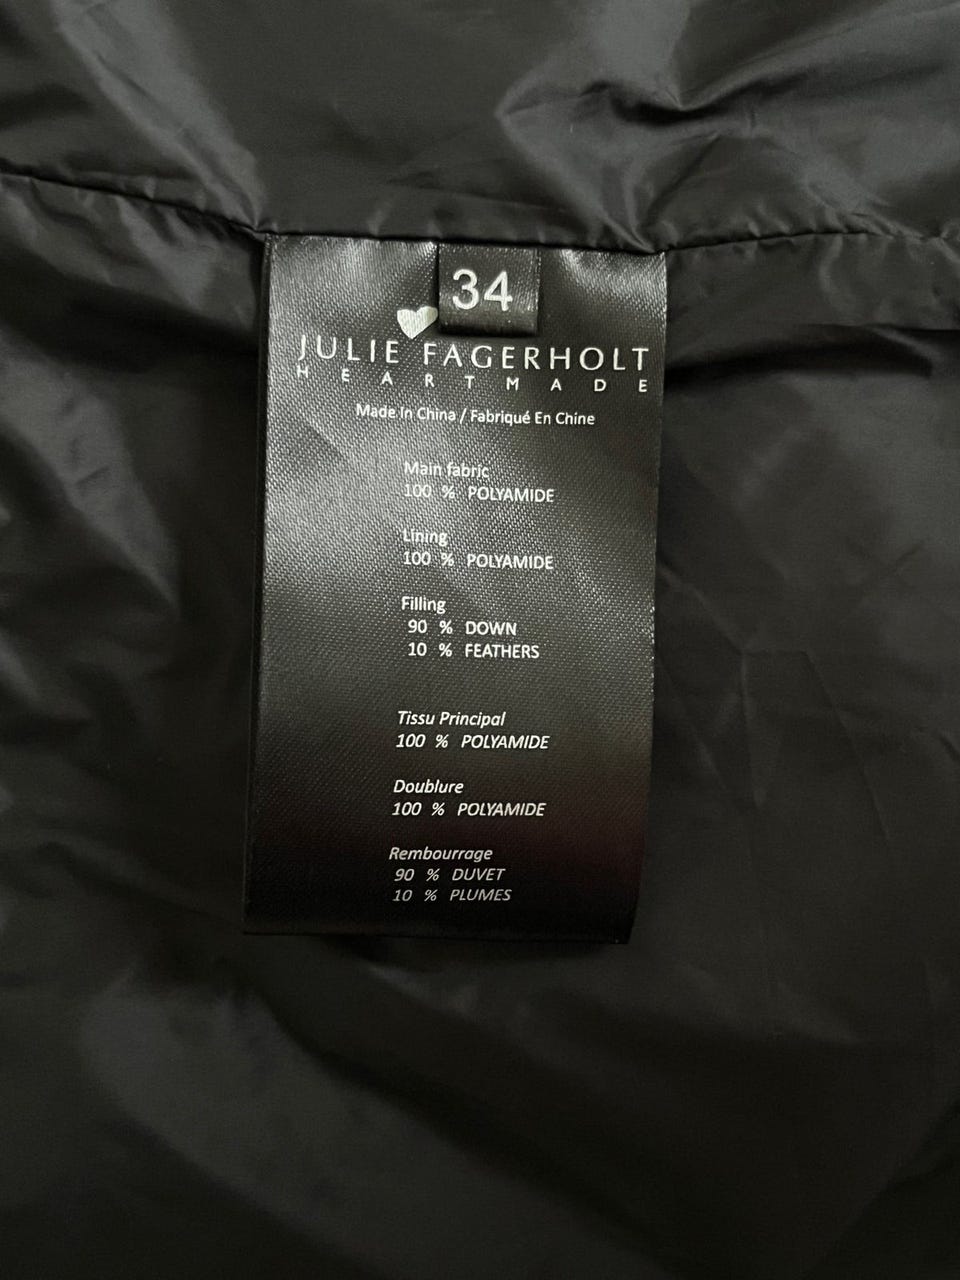 34
JULIE FAGERHOLT
HEARTMADE
Made In China / Fabriqué En Chine
Main fabric
100 % POLYAMIDE
Lining
100 % POLYAMIDE
Filling
90 % DOWN
10 % FEATHERS
Tissu Principal
100 % POLYAMIDE
Doublure
100 % POLYAMIDE
Rembourrage
90 % DUVET
10 % PLUMES